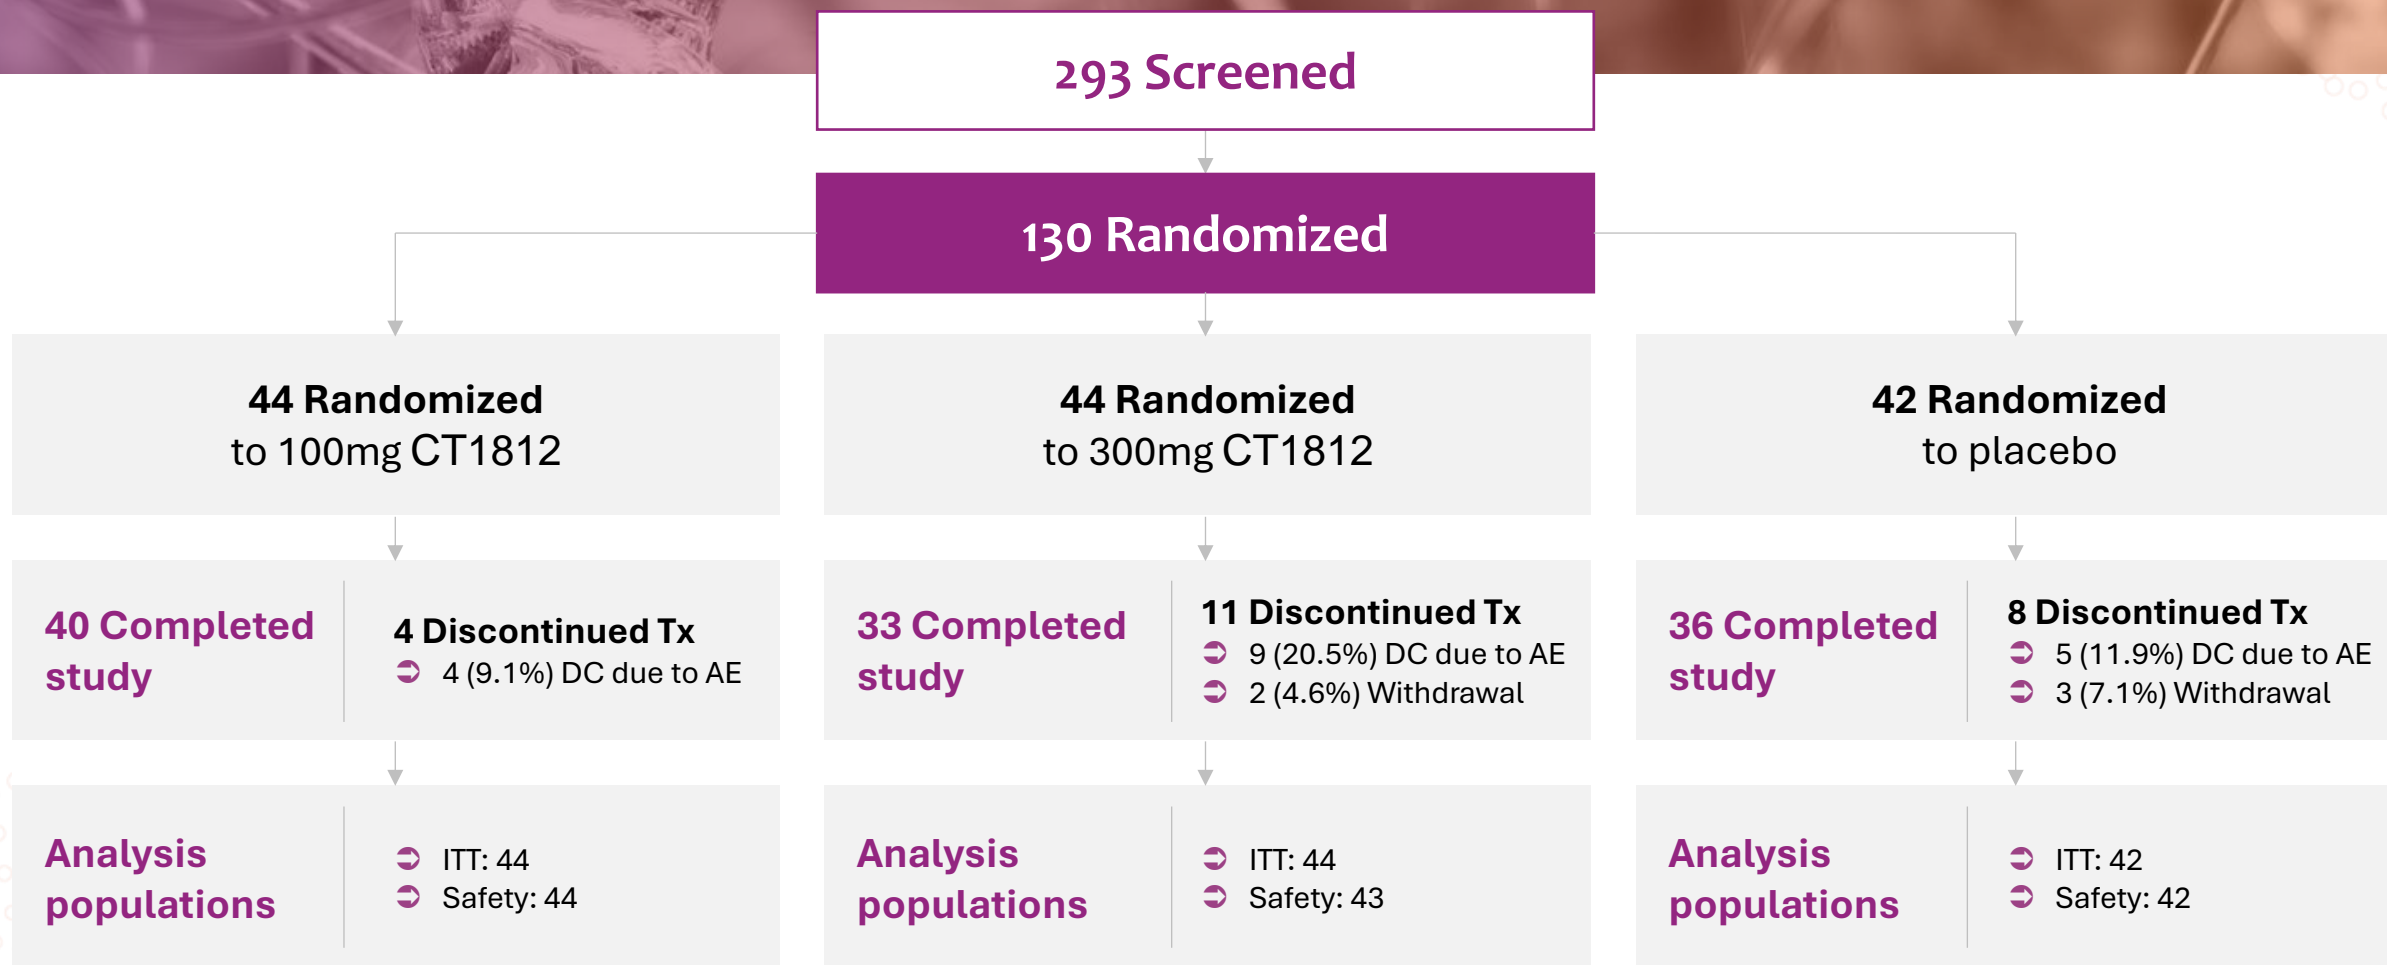 293 Screened
130 Randomized
44 Randomized
to 100mg CT1812
44 Randomized
to 300mg CT1812
42 Randomized
to placebo
40 Completed
study
4 Discontinued Tx
4 (9.1%) DC due to AE
33 Completed
study
11 Discontinued Tx
9 (20.5%) DC due to AE
2 (4.6%) Withdrawal
36 Completed
study
8 Discontinued Tx
5 (11.9%) DC due to AE
3 (7.1%) Withdrawal
Analysis
populations
ITT: 44
Safety: 44
Analysis
populations
ITT: 44
Safety: 43
Analysis
populations
ITT: 42
Safety: 42